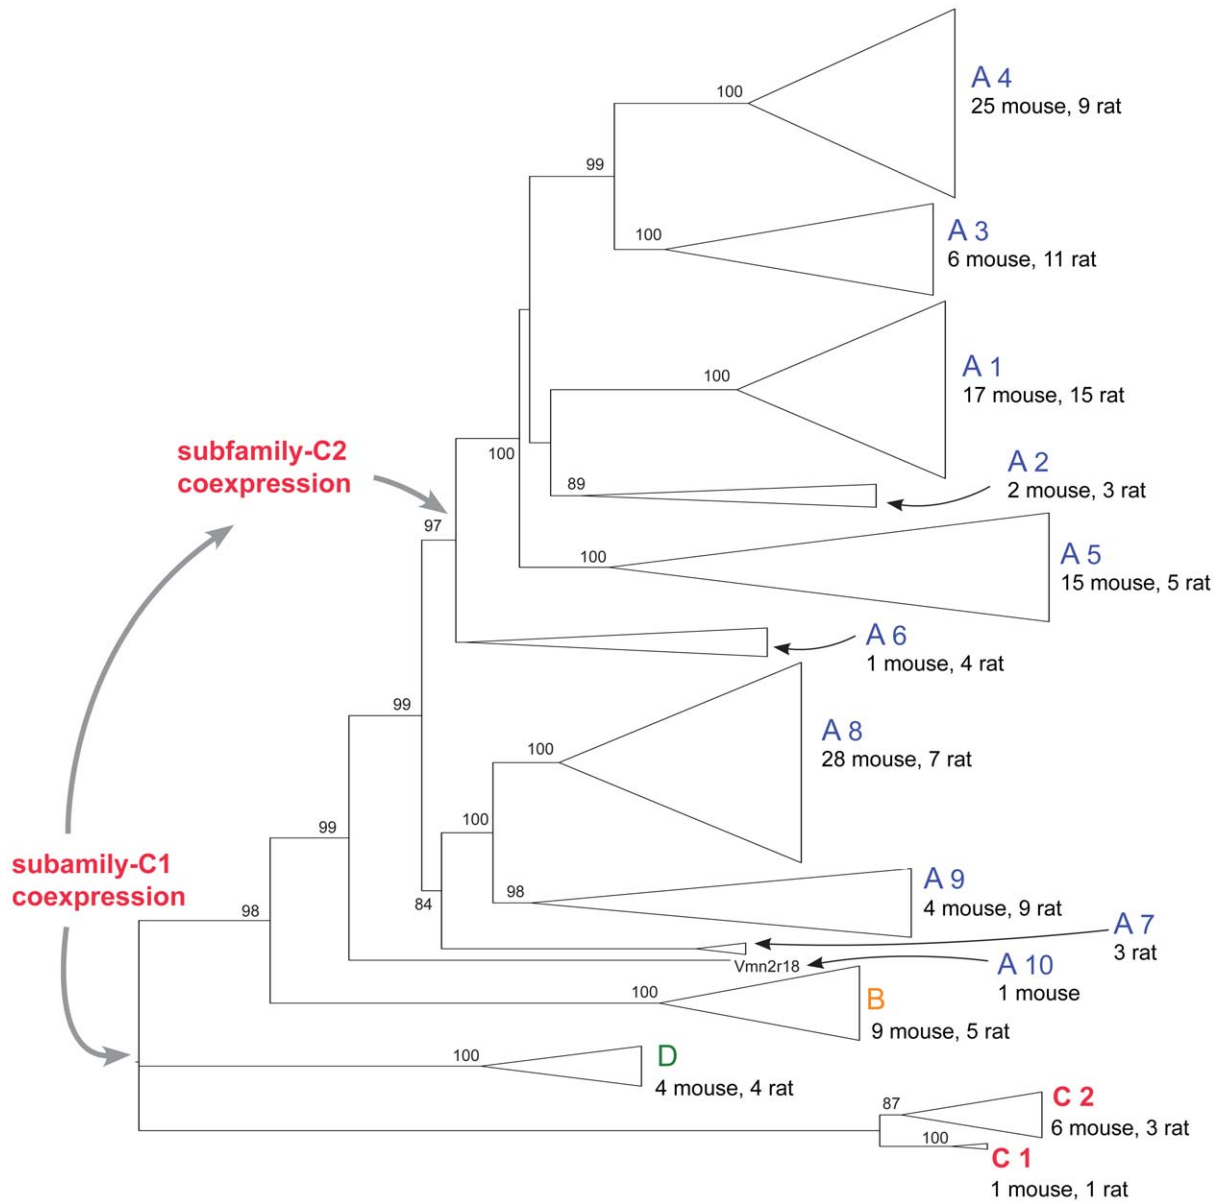 100
A 4
25 mouse, 9 rat
99
100
A 3
6 mouse, 11 rat
100
A 1
17 mouse, 15 rat
subfamily-C2
coexpression
100
89
A 2
2 mouse, 3 rat
97
100
A 5
15 mouse, 5 rat
A 6
1 mouse, 4 rat
99
100
A 8
28 mouse, 7 rat
99
100
subamily-C1
coexpression
98
84
98
A 9
4 mouse, 9 rat
A 7
3 rat
Vmn2r18
A 10
1 mouse
100
B
9 mouse, 5 rat
100
D
4 mouse, 4 rat
87
C 2
6 mouse, 3 rat
100
C 1
1 mouse, 1 rat